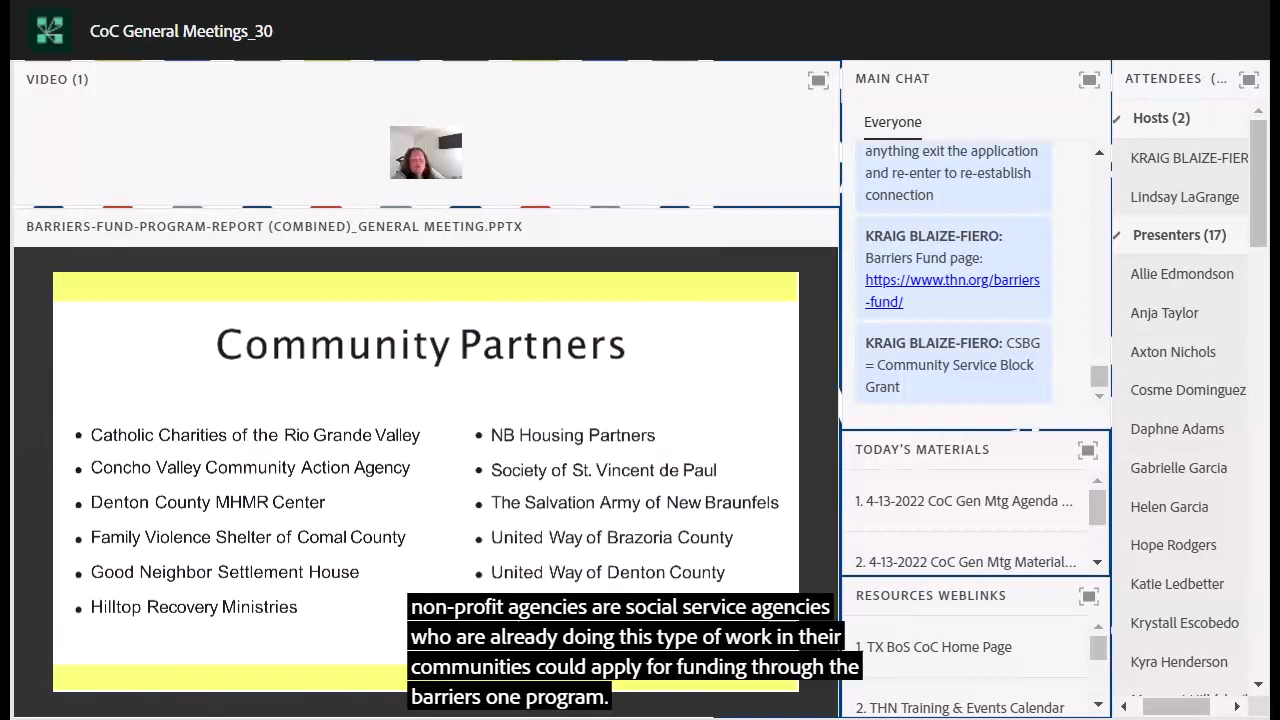 CoC General Meetings_30
VIDEO (1)
BARRIERS-FUND-PROGRAM-REPORT (COMBINED)_GENERAL MEETING.PPTX
Community Partners
• Catholic Charities of the Rio Grande Valley
• Concho Valley Community Action Agency
• Denton County MHMR Center
• Family Violence Shelter of Comal County
• Good Neighbor Settlement House
• Hilltop Recovery Ministries
• NB Housing Partners
• Society of St. Vincent de Paul
• The Salvation Army of New Braunfels
• United Way of Brazoria County
• United Way of Denton County
non-profit agencies are social service agencies
who are already doing this type of work in their
communities could apply for funding through the
barriers one program.
MAIN CHAT
Everyone
anything exit the application
and re-enter to re-establish
connection
KRAIG BLAIZE-FIERO:
Barriers Fund page:
https://www.thn.org/barriers
-fund/
KRAIG BLAIZE-FIERO: CSBG
= Community Service Block
Grant
TODAY'S MATERIALS
1. 4-13-2022 CoC Gen Mtg Agenda ...
2. 4-13-2022 CoC Gen Mtg Material...
RESOURCES WEBLINKS
1. TX BoS CoC Home Page
2. THN Training & Events Calendar
ATTENDEES (...
Hosts (2)
KRAIG BLAIZE-FIER
Lindsay LaGrange
Presenters (17)
Allie Edmondson
Anja Taylor
Axton Nichols
Cosme Dominguez
Daphne Adams
Gabrielle Garcia
Helen Garcia
Hope Rodgers
Katie Ledbetter
Krystall Escobedo
Kyra Henderson